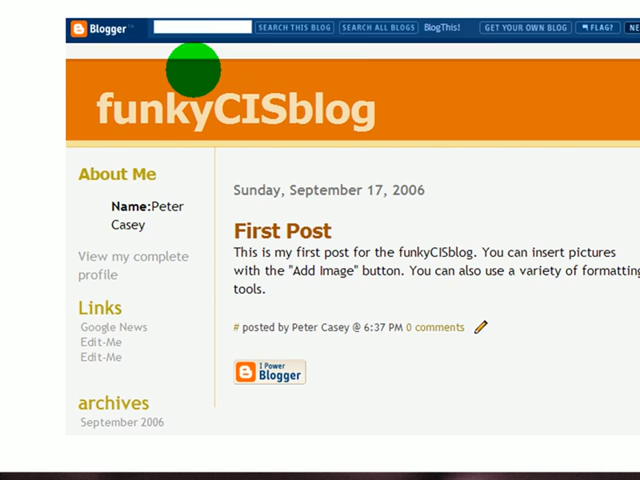 Blogger™ SEARCH THIS BLOG SEARCH ALL BLOGS BlogThis! GET YOUR OWN BLOG FLAG? NE
funkyCISblog
About Me
Name:Peter
Casey
View my complete
profile
Links
Google News
Edit-Me
Edit-Me
archives
September 2006
Sunday, September 17, 2006
First Post
This is my first post for the funkyCISblog. You can insert pictures
with the "Add Image" button. You can also use a variety of formatting
tools.
# posted by Peter Casey @ 6:37 PM 0 comments
I Power
Blogger